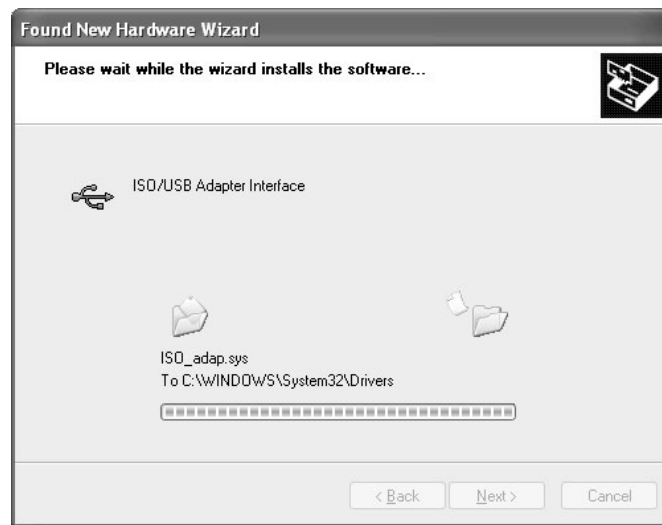 Found New Hardware Wizard
Please wait while the wizard installs the software...
ISO/USB Adapter Interface
ISO_adap.sys
To C:\WINDOWS\System32\Drivers
< Back
Next >
Cancel